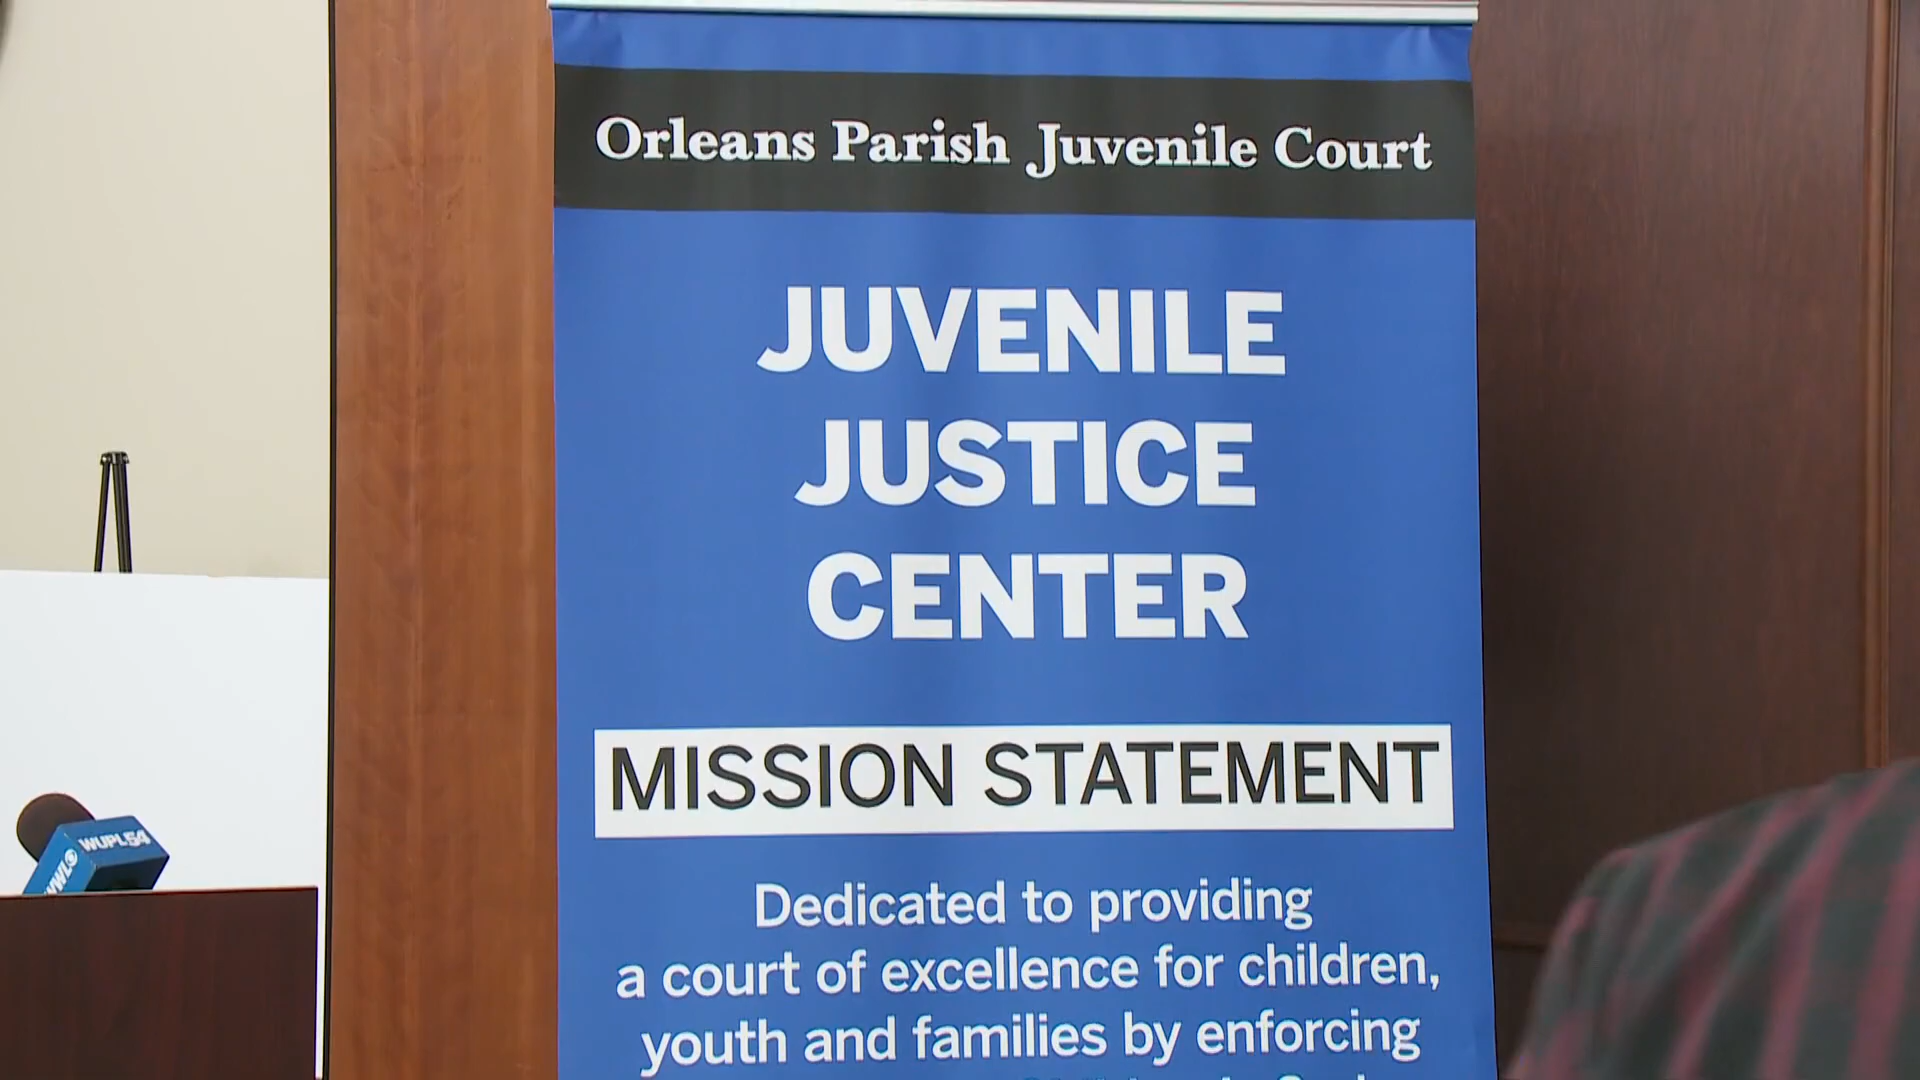 Orleans Parish Juvenile Court
JUVENILE
JUSTICE
CENTER
MISSION STATEMENT
Dedicated to providing
a court of excellence for children,
youth and families by enforcing
WUPL54
WWL